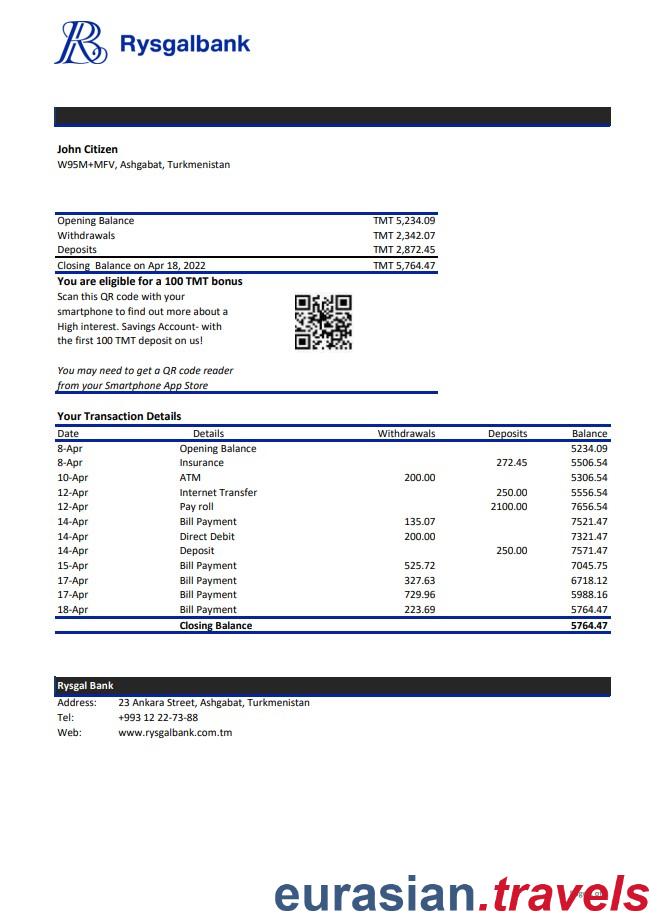 Rysgalbank
John Citizen
W95M+MFV, Ashgabat, Turkmenistan
Opening Balance TMT 5,234.09
Withdrawals TMT 2,342.07
Deposits TMT 2,872.45
Closing Balance on Apr 18, 2022 TMT 5,764.47
You are eligible for a 100 TMT bonus
Scan this QR code with your
smartphone to find out more about a
High interest. Savings Account- with
the first 100 TMT deposit on us!
You may need to get a QR code reader
from your Smartphone App Store
Your Transaction Details
Date Details Withdrawals Deposits Balance
8-Apr Opening Balance 5234.09
8-Apr Insurance 272.45 5506.54
10-Apr ATM 200.00 5306.54
12-Apr Internet Transfer 250.00 5556.54
12-Apr Pay roll 2100.00 7656.54
14-Apr Bill Payment 135.07 7521.47
14-Apr Direct Debit 200.00 7321.47
14-Apr Deposit 250.00 7571.47
15-Apr Bill Payment 525.72 7045.75
17-Apr Bill Payment 327.63 6718.12
17-Apr Bill Payment 729.96 5988.16
18-Apr Bill Payment 223.69 5764.47
Closing Balance 5764.47
Rysgal Bank
Address: 23 Ankara Street, Ashgabat, Turkmenistan
Tel: +993 12 22-73-88
Web: www.rysgalbank.com.tm
eurasian.travels